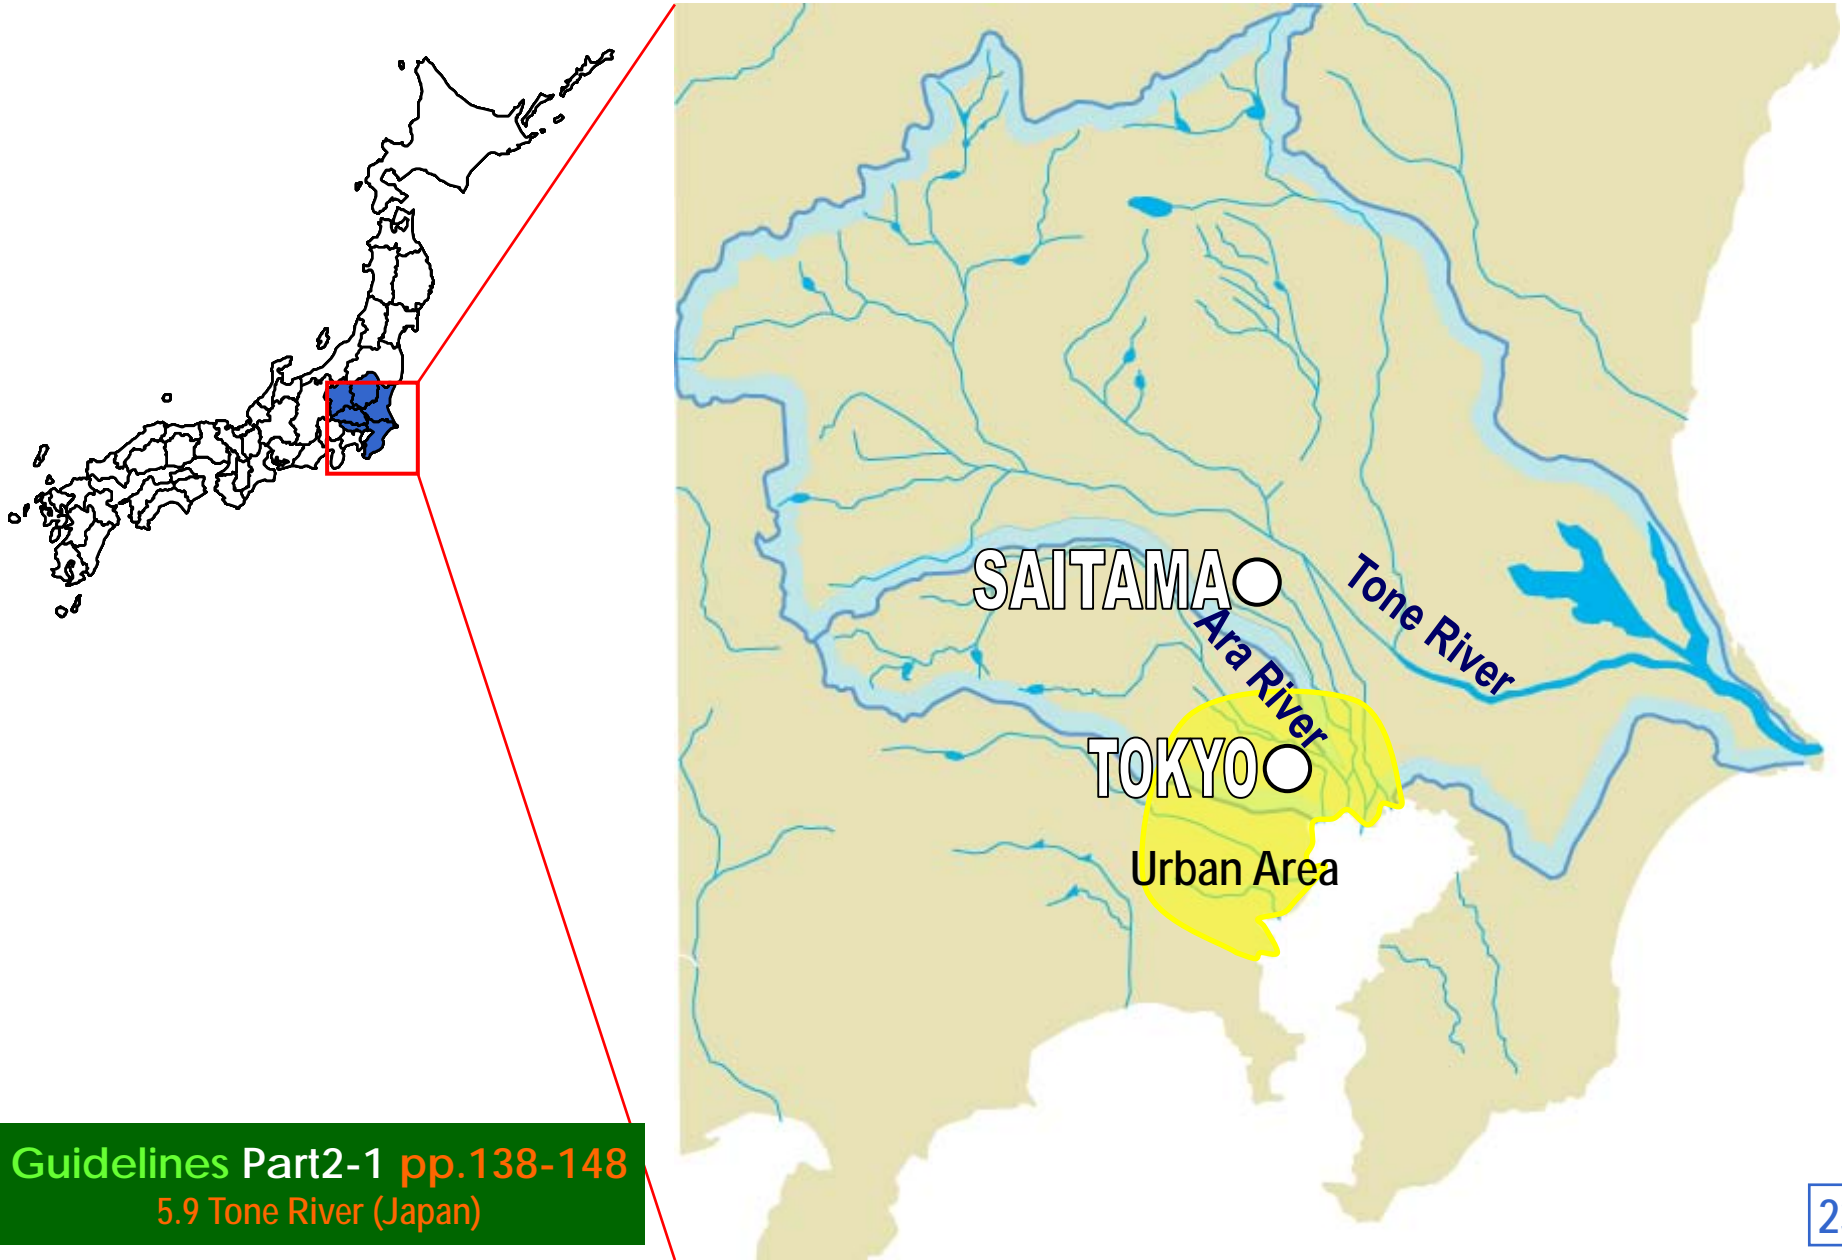 SAITAMA
Tone River
Ara River
TOKYO
Urban Area
Guidelines Part2-1 pp.138-148
5.9 Tone River (Japan)
2